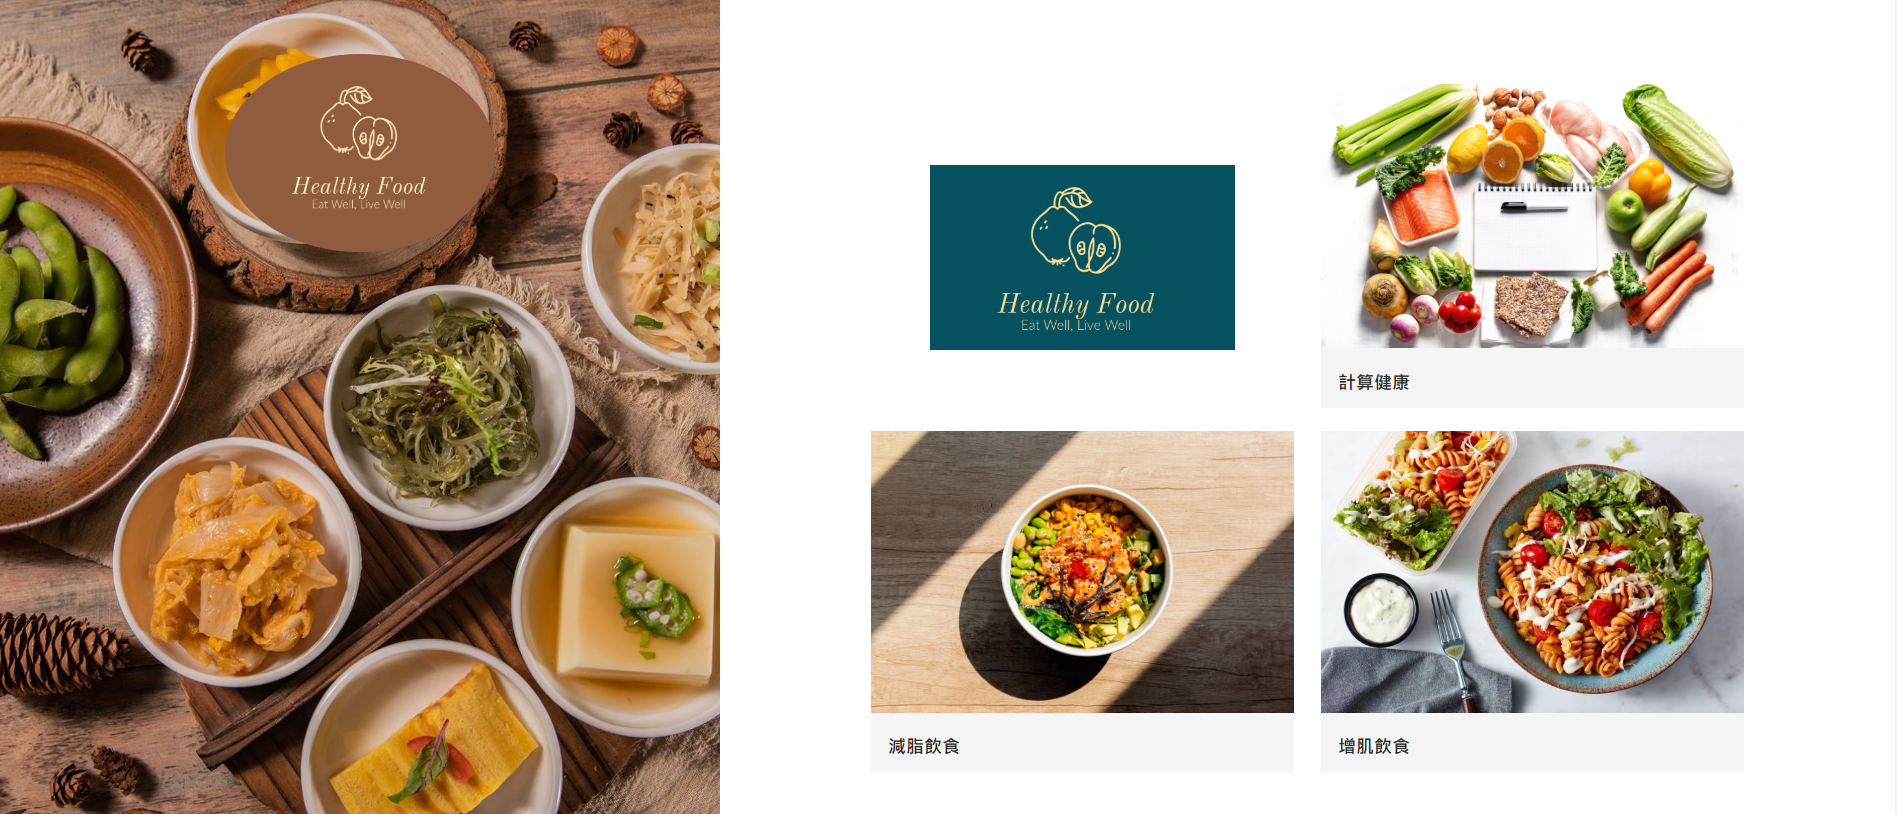 Healthy Food
Eat Well, Live Well
Healthy Food
Eat Well, Live Well
計算健康
減脂飲食
增肌飲食